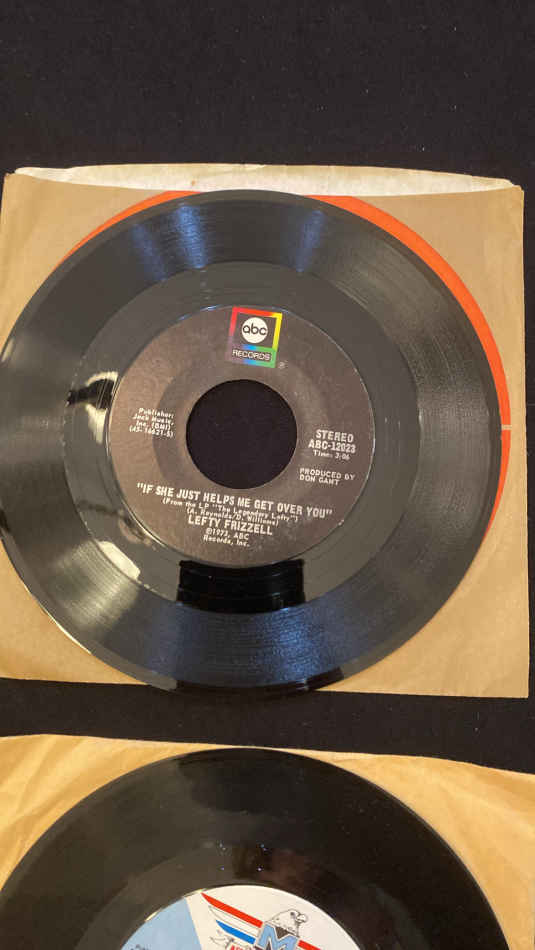 abc
RECORDS
®
Publisher:
Jack Music,
Inc. (BMI)
(45-16621-S)
STEREO
ABC-12023
Time: 3:06
PRODUCED BY
DON GANT
"IF SHE JUST HELPS ME GET OVER YOU"
(From the LP "The Legendary Lefty")
(A. Reynolds/D. Williams)
LEFTY FRIZZELL
©1973, ABC
Records, Inc.
M